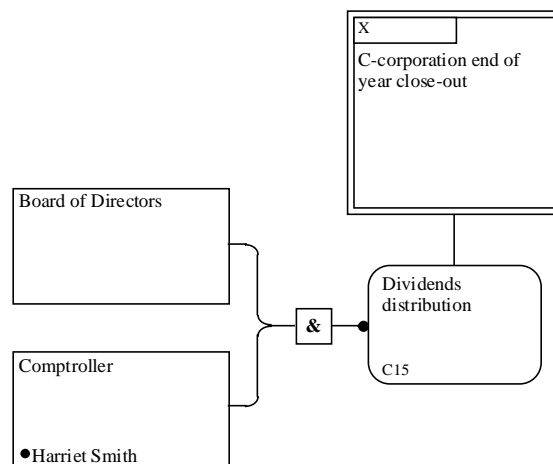 X
C-corporation end of
year close-out
Board of Directors
Dividends
distribution
&
C15
Comptroller
Harriet Smith